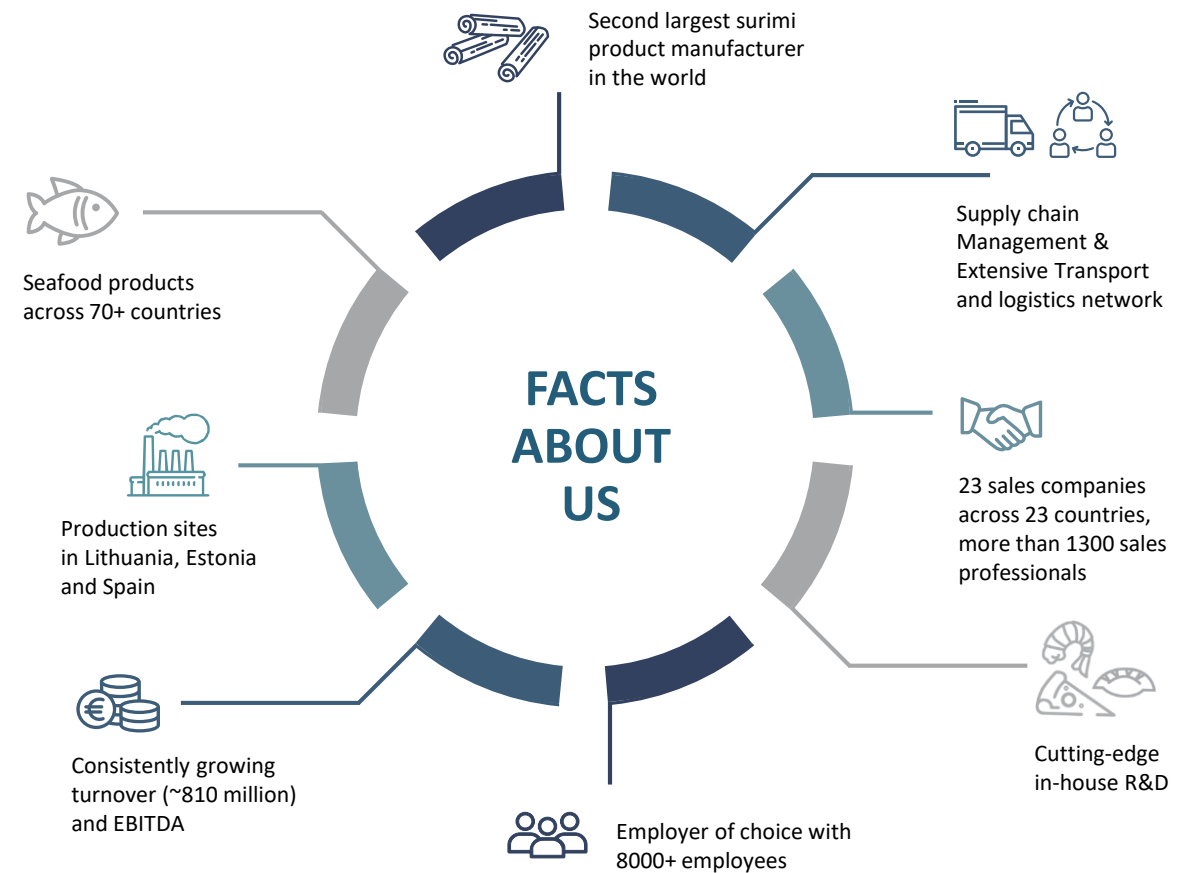 Second largest surimi
product manufacturer
in the world
Supply chain
Management &
Extensive Transport
and logistics network
23 sales companies
across 23 countries,
more than 1300 sales
professionals
Cutting-edge
in-house R&D
Employer of choice with
8000+ employees
€
Consistently growing
turnover (~810 million)
and EBITDA
Production sites
in Lithuania, Estonia
and Spain
Seafood products
across 70+ countries
FACTS
ABOUT
US